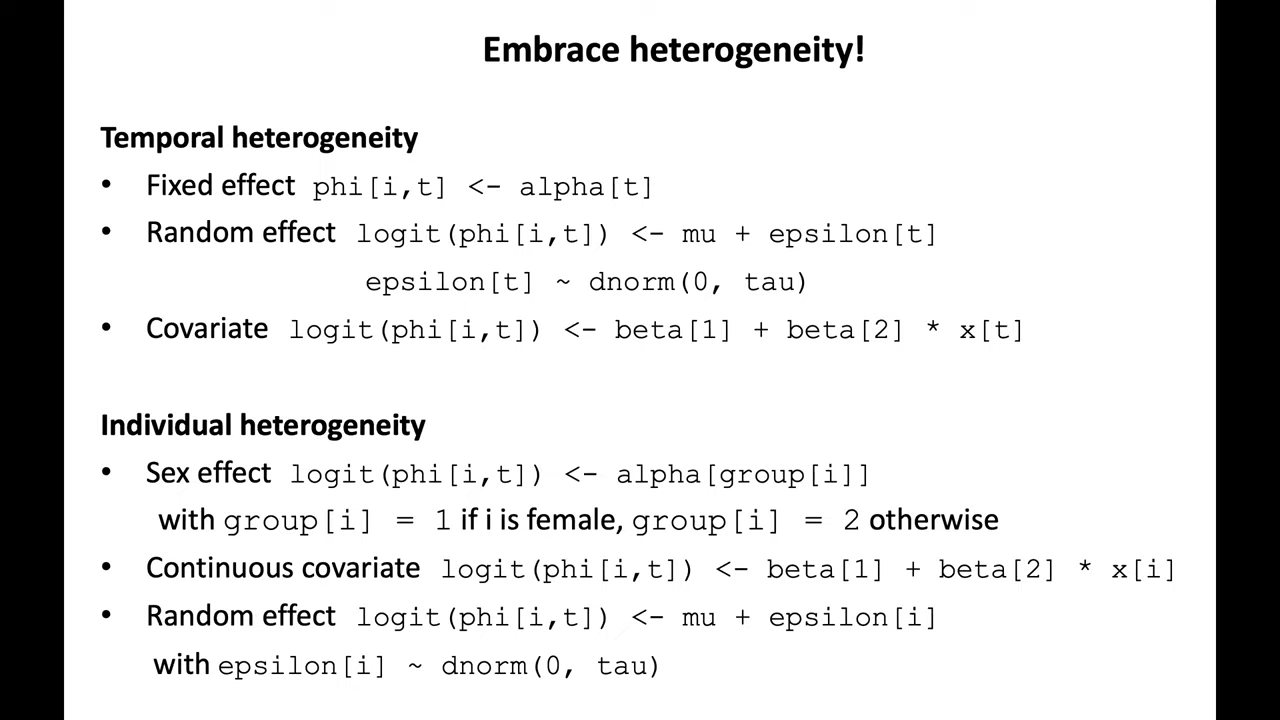 Embrace heterogeneity!
Temporal heterogeneity
• Fixed effect phi[i,t] <- alpha[t]
• Random effect logit(phi[i,t]) <- mu + epsilon[t]
epsilon[t] ~ dnorm(0, tau)
• Covariate logit(phi[i,t]) <- beta[1] + beta[2] * x[t]
Individual heterogeneity
• Sex effect logit(phi[i,t]) <- alpha[group[i]]
with group[i] = 1 if i is female, group[i] = 2 otherwise
• Continuous covariate logit(phi[i,t]) <- beta[1] + beta[2] * x[i]
• Random effect logit(phi[i,t]) <- mu + epsilon[i]
with epsilon[i] ~ dnorm(0, tau)